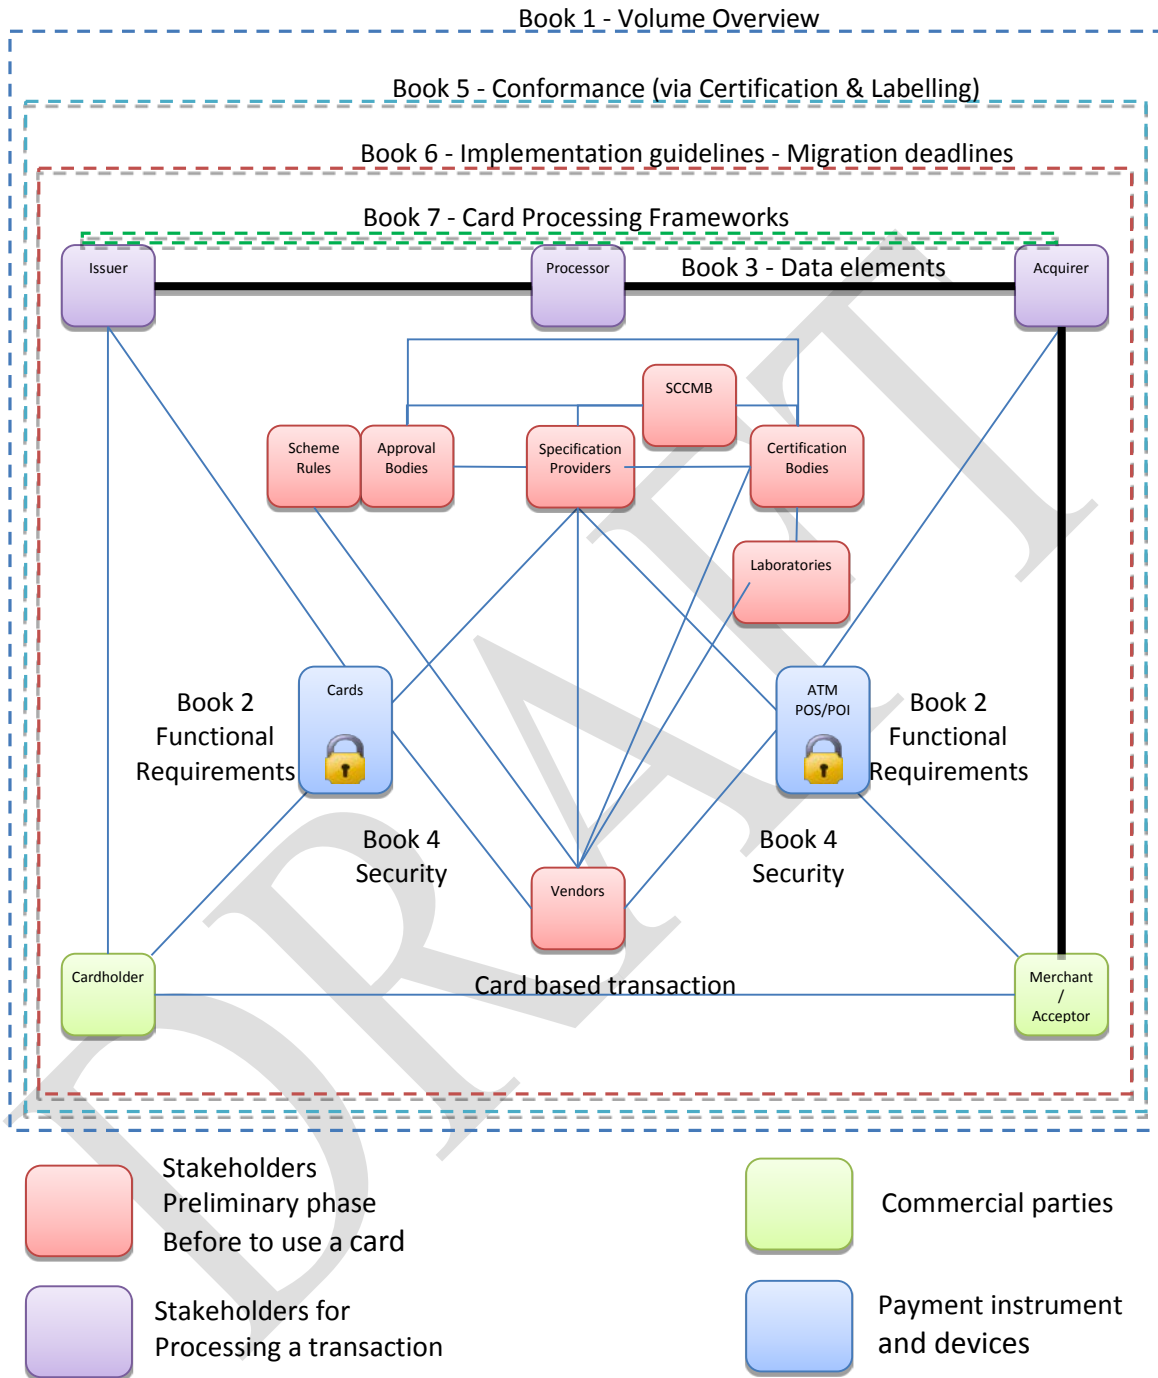 Book 1 - Volume Overview
Book 5 - Conformance (via Certification & Labelling)
Book 6 - Implementation guidelines - Migration deadlines
Book 7 - Card Processing Frameworks
Issuer
Processor
Book 3 - Data elements
Acquirer
SCCMB
Scheme
Rules
Approval
Bodies
Specification
Providers
Certification
Bodies
Laboratories
Book 2
Functional
Requirements
Cards
ATM
POS/POI
Book 2
Functional
Requirements
Book 4
Security
Book 4
Security
Vendors
Cardholder
Card based transaction
Merchant
/
Acceptor
DRAFT
Stakeholders
Preliminary phase
Before to use a card
Commercial parties
Stakeholders for
Processing a transaction
Payment instrument
and devices